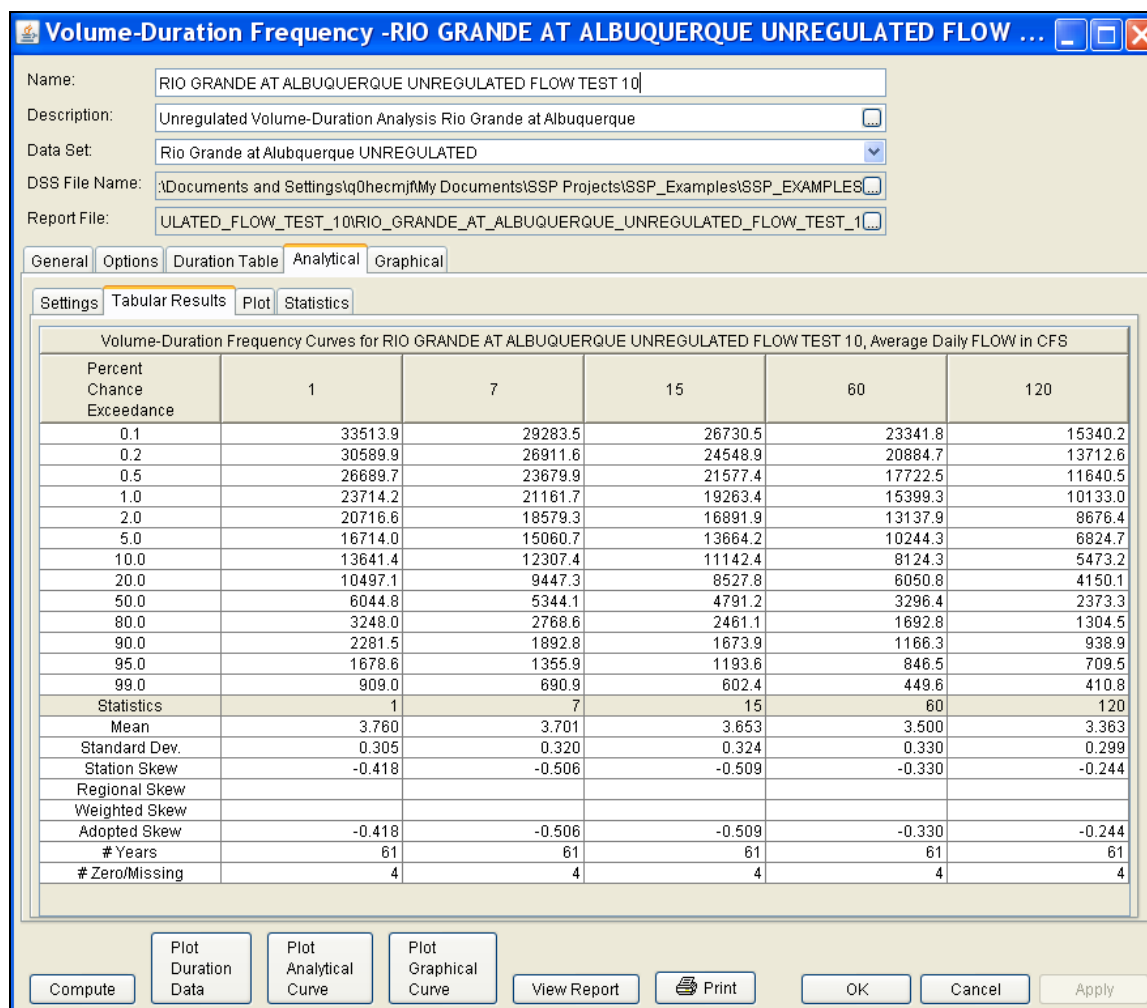 Volume-Duration Frequency -RIO GRANDE AT ALBUQUERQUE UNREGULATED FLOW ...
Name: RIO GRANDE AT ALBUQUERQUE UNREGULATED FLOW TEST 10
Description: Unregulated Volume-Duration Analysis Rio Grande at Albuquerque ...
Data Set: Rio Grande at Alubquerque UNREGULATED
DSS File Name: :\Documents and Settings\q0hecmjf\My Documents\SSP Projects\SSP_Examples\SSP_EXAMPLES ...
Report File: ULATED_FLOW_TEST_10\RIO_GRANDE_AT_ALBUQUERQUE_UNREGULATED_FLOW_TEST_1 ...
General Options Duration Table Analytical Graphical
Settings Tabular Results Plot Statistics
Volume-Duration Frequency Curves for RIO GRANDE AT ALBUQUERQUE UNREGULATED FLOW TEST 10, Average Daily FLOW in CFS
Percent
Chance 1 7 15 60 120
Exceedance
0.1 33513.9 29283.5 26730.5 23341.8 15340.2
0.2 30589.9 26911.6 24548.9 20884.7 13712.6
0.5 26689.7 23679.9 21577.4 17722.5 11640.5
1.0 23714.2 21161.7 19263.4 15399.3 10133.0
2.0 20716.6 18579.3 16891.9 13137.9 8676.4
5.0 16714.0 15060.7 13664.2 10244.3 6824.7
10.0 13641.4 12307.4 11142.4 8124.3 5473.2
20.0 10497.1 9447.3 8527.8 6050.8 4150.1
50.0 6044.8 5344.1 4791.2 3296.4 2373.3
80.0 3248.0 2768.6 2461.1 1692.8 1304.5
90.0 2281.5 1892.8 1673.9 1166.3 938.9
95.0 1678.6 1355.9 1193.6 846.5 709.5
99.0 909.0 690.9 602.4 449.6 410.8
Statistics 1 7 15 60 120
Mean 3.760 3.701 3.653 3.500 3.363
Standard Dev. 0.305 0.320 0.324 0.330 0.299
Station Skew -0.418 -0.506 -0.509 -0.330 -0.244
Regional Skew
Weighted Skew
Adopted Skew -0.418 -0.506 -0.509 -0.330 -0.244
# Years 61 61 61 61 61
# Zero/Missing 4 4 4 4 4
Compute
Plot
Duration
Data
Plot
Analytical
Curve
Plot
Graphical
Curve
View Report Print OK Cancel Apply